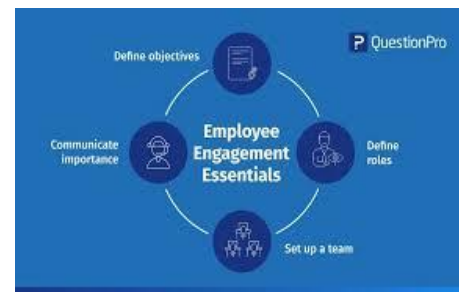 Define objectives
QuestionPro
Communicate
importance
Employee
Engagement
Essentials
Define
roles
Set up a team